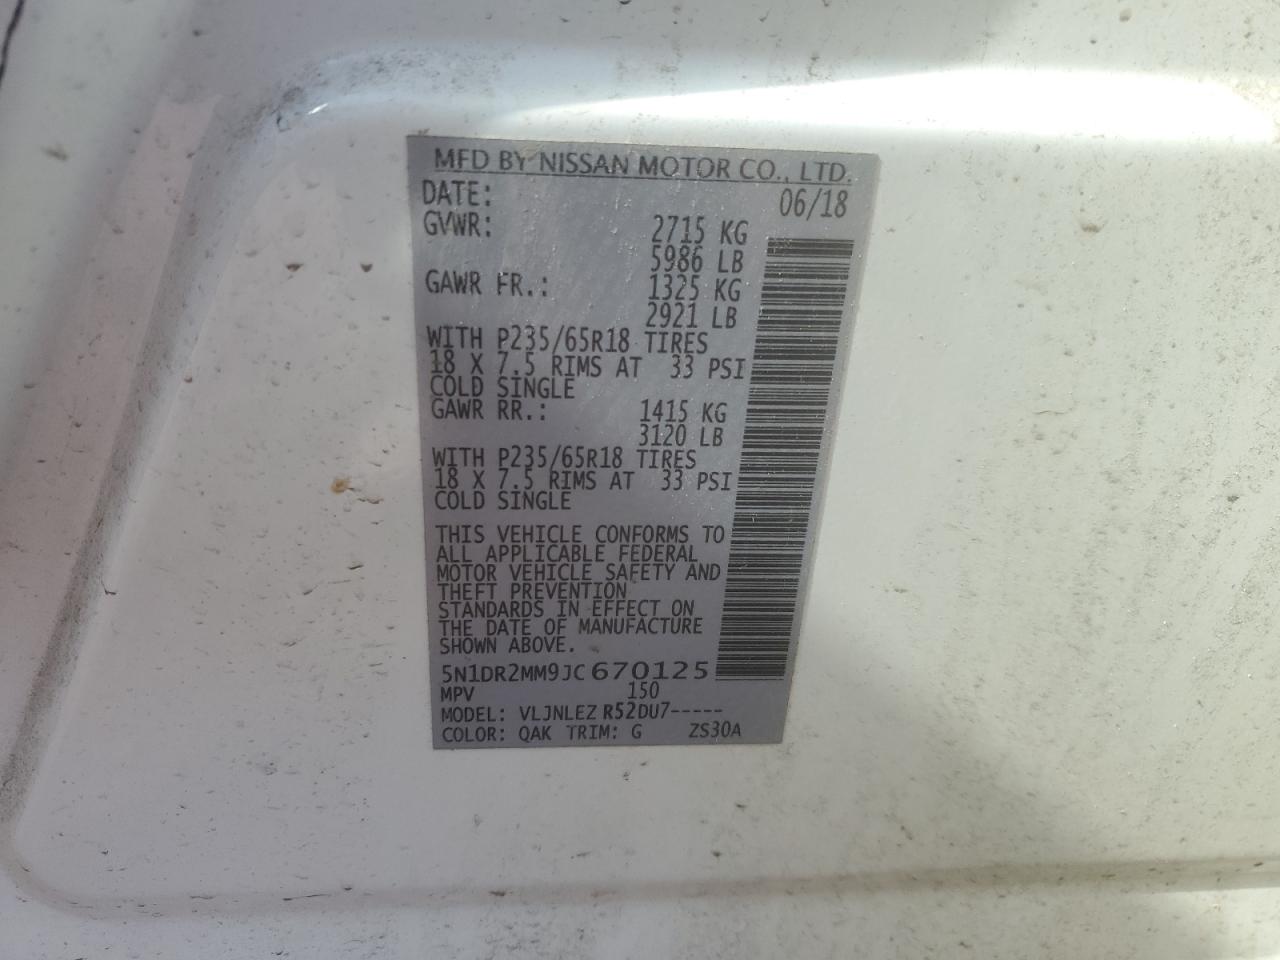 MFD BY NISSAN MOTOR CO., LTD.
DATE: 06/18
GVWR: 2715 KG
5986 LB
GAWR FR.: 1325 KG
2921 LB
WITH P235/65R18 TIRES
18 X 7.5 RIMS AT 33 PSI
COLD SINGLE
GAWR RR.: 1415 KG
3120 LB
WITH P235/65R18 TIRES
18 X 7.5 RIMS AT 33 PSI
COLD SINGLE
THIS VEHICLE CONFORMS TO
ALL APPLICABLE FEDERAL
MOTOR VEHICLE SAFETY AND
THEFT PREVENTION
STANDARDS IN EFFECT ON
THE DATE OF MANUFACTURE
SHOWN ABOVE.
5N1DR2MM9JC670125
MPV 150
MODEL: VLJNLEZ R52DU7-----
COLOR: QAK TRIM: G ZS30A